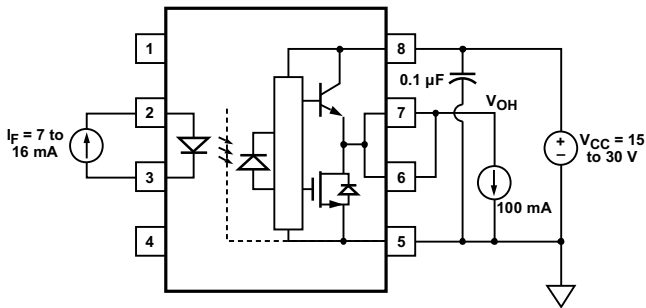 1
2
3
4
8
7
6
5
I_F = 7 to
16 mA
0.1 µF
V_OH
100 mA
+
–
V_CC = 15
to 30 V